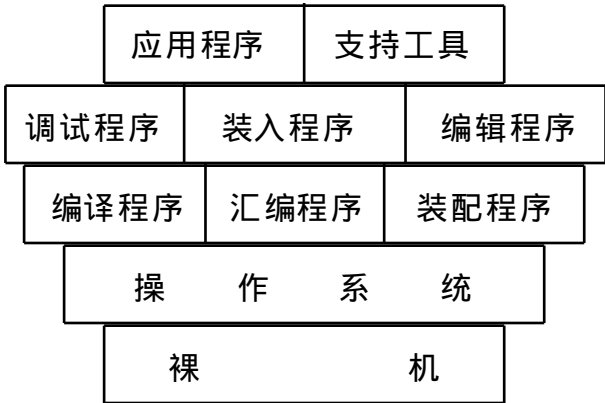 应用程序 支持工具
调试程序 装入程序 编辑程序
编译程序 汇编程序 装配程序
操作系统
裸机